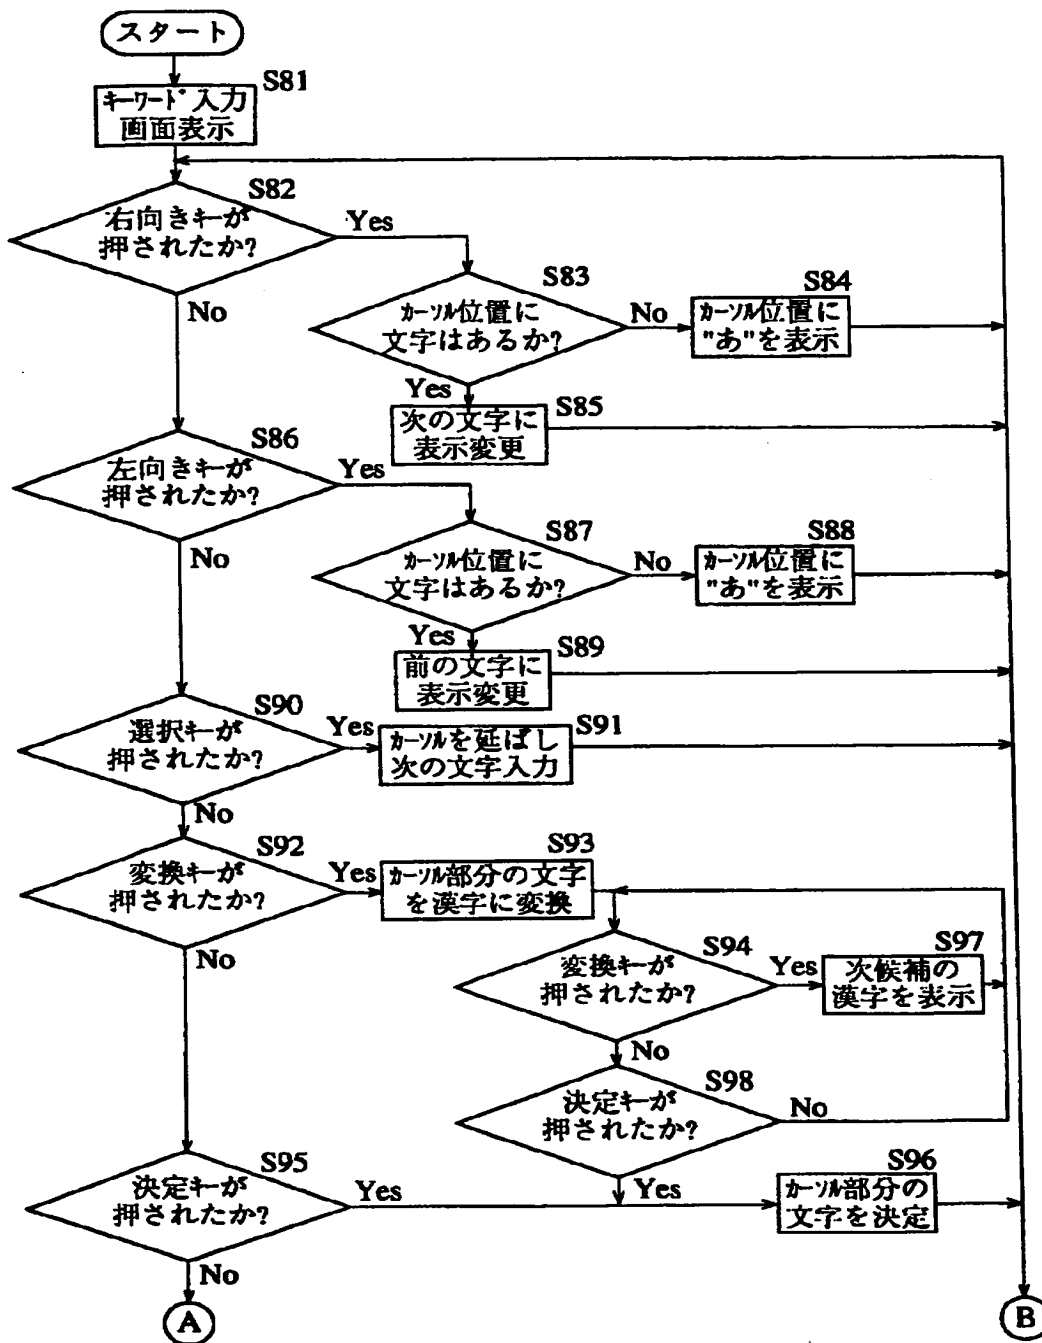 スタート
S81
キーワード入力
画面表示
S82
右向きキーが
押されたか?
Yes
No
S83
カーソル位置に
文字はあるか?
No
Yes
S84
カーソル位置に
"あ"を表示
S85
次の文字に
表示変更
S86
左向きキーが
押されたか?
Yes
No
S87
カーソル位置に
文字はあるか?
No
Yes
S88
カーソル位置に
"あ"を表示
S89
前の文字に
表示変更
S90
選択キーが
押されたか?
Yes
No
S91
カーソルを延ばし
次の文字入力
S92
変換キーが
押されたか?
Yes
No
S93
カーソル部分の文字
を漢字に変換
S94
変換キーが
押されたか?
Yes
No
S97
次候補の
漢字を表示
S98
決定キーが
押されたか?
No
Yes
S95
決定キーが
押されたか?
Yes
No
S96
カーソル部分の
文字を決定
A
B